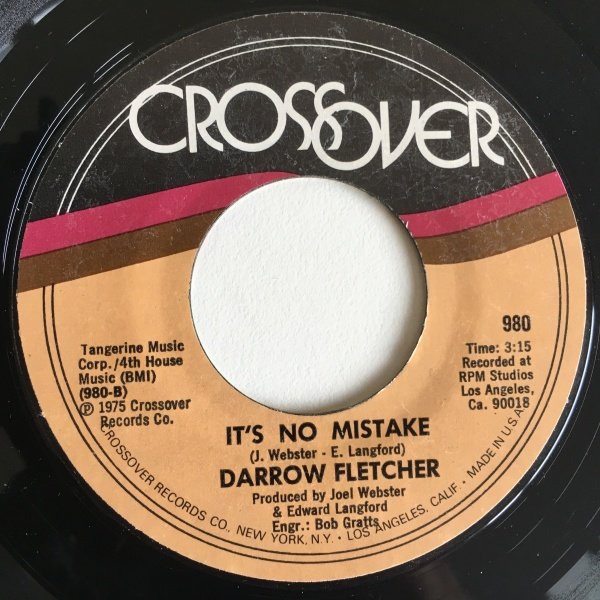 CROSSOVER
980
Tangerine Music
Corp./4th House
Music (BMI)
(980-B)
℗ 1975 Crossover
Records Co.
Time: 3:15
Recorded at
RPM Studios
Los Angeles,
Ca. 90018
IT'S NO MISTAKE
(J. Webster - E. Langford)
DARROW FLETCHER
Produced by Joel Webster
& Edward Langford
Engr.: Bob Gratts
CROSSOVER RECORDS CO. NEW YORK, N.Y. • LOS ANGELES, CALIF. • MADE IN U.S.A.